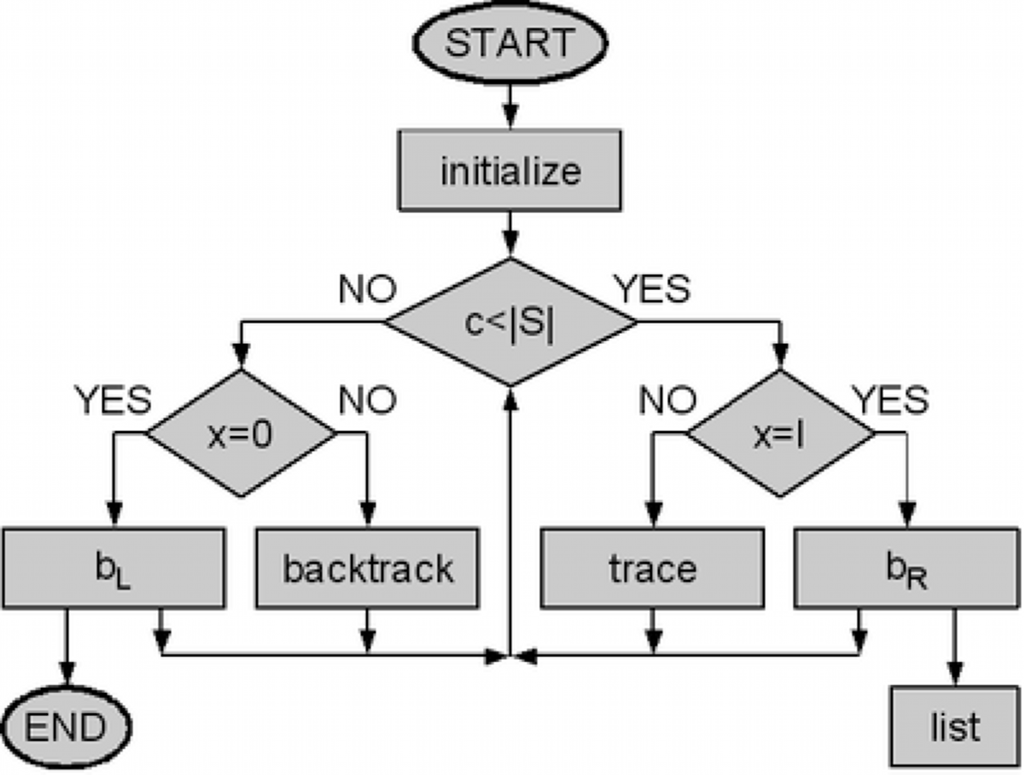 START
initialize
NO
YES
c<|S|
YES
NO
NO
YES
x=0
x=l
bL
backtrack
trace
bR
END
list